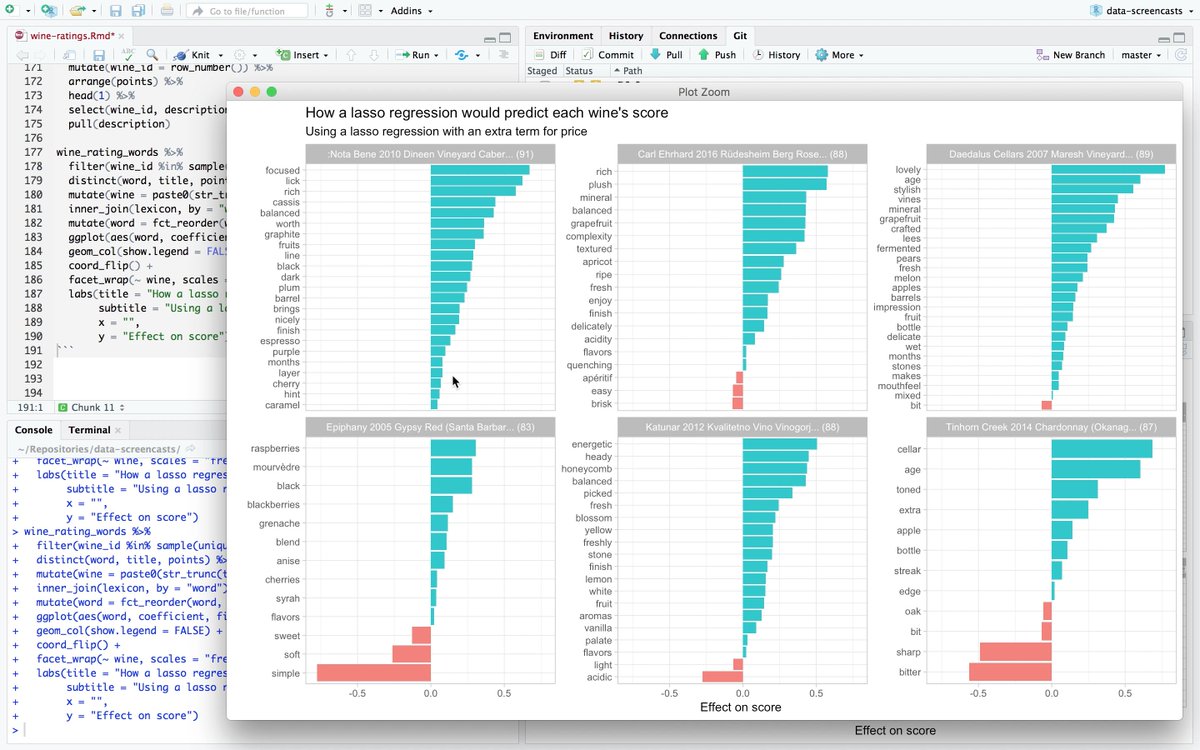 Go to file/function
Addins
data-screencasts
wine-ratings.Rmd*
Knit
Insert
Run
171 mutate(wine_id = row_number()) %>%
172 arrange(points) %>%
173 head(1) %>%
174 select(wine_id, description
175 pull(description)
176
177 wine_rating_words %>%
178 filter(wine_id %in% sample(
179 distinct(word, title, poin
180 mutate(wine = paste0(str_t
181 inner_join(lexicon, by = "w
182 mutate(word = fct_reorder(w
183 ggplot(aes(word, coefficien
184 geom_col(show.legend = FALS
185 coord_flip() +
186 facet_wrap(~ wine, scales =
187 labs(title = "How a lasso r
188 subtitle = "Using a la
189 x = "",
190 y = "Effect on score")
191 ```
192
193
194
191:1 Chunk 11
Console Terminal
~/Repositories/data-screencasts/
+ facet_wrap(~ wine, scales = "fre
+ labs(title = "How a lasso regres
+ subtitle = "Using a lasso r
+ x = "",
+ y = "Effect on score")
> wine_rating_words %>%
+ filter(wine_id %in% sample(uniqu
+ distinct(word, title, points) %>
+ mutate(wine = paste0(str_trunc(t
+ inner_join(lexicon, by = "word")
+ mutate(word = fct_reorder(word,
+ ggplot(aes(word, coefficient, fi
+ geom_col(show.legend = FALSE) +
+ coord_flip() +
+ facet_wrap(~ wine, scales = "fre
+ labs(title = "How a lasso regres
+ subtitle = "Using a lasso r
+ x = "",
+ y = "Effect on score")
>
Environment History Connections Git
Diff Commit Pull Push History More New Branch master
Staged Status Path
Plot Zoom
How a lasso regression would predict each wine's score
Using a lasso regression with an extra term for price
:Nota Bene 2010 Dineen Vineyard Caber... (91)
focused
lick
rich
cassis
balanced
worth
graphite
fruits
line
black
dark
plum
barrel
brings
nicely
finish
espresso
purple
months
layer
cherry
hint
caramel
Carl Ehrhard 2016 Rüdesheim Berg Rose... (88)
rich
plush
mineral
balanced
grapefruit
complexity
textured
apricot
ripe
fresh
enjoy
finish
delicately
acidity
flavors
quenching
apéritif
easy
brisk
Daedalus Cellars 2007 Maresh Vineyard... (89)
lovely
age
stylish
vines
mineral
grapefruit
crafted
lees
fermented
pears
fresh
melon
apples
barrels
impression
fruit
bottle
delicate
wet
months
stones
makes
mouthfeel
mixed
bit
Epiphany 2005 Gypsy Red (Santa Barbar... (83)
raspberries
mourvèdre
black
blackberries
grenache
blend
anise
cherries
syrah
flavors
sweet
soft
simple
-0.5 0.0 0.5
Katunar 2012 Kvalitetno Vino Vinogorj... (88)
energetic
heady
honeycomb
balanced
picked
fresh
blossom
yellow
freshly
stone
finish
lemon
white
fruit
aromas
vanilla
palate
flavors
light
acidic
-0.5 0.0 0.5
Tinhorn Creek 2014 Chardonnay (Okanag... (87)
cellar
age
toned
extra
apple
bottle
streak
edge
oak
bit
sharp
bitter
-0.5 0.0 0.5
Effect on score
Effect on score